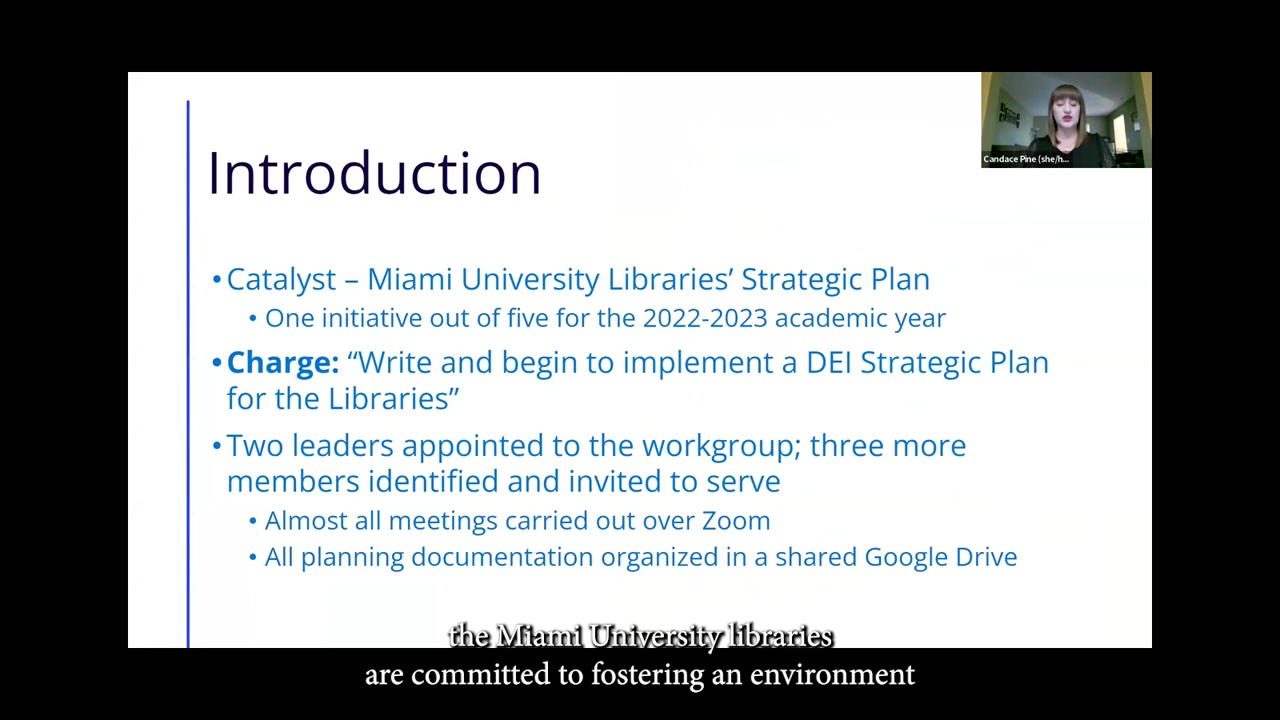 Candace Pine (she/h...
Introduction
• Catalyst – Miami University Libraries’ Strategic Plan
• One initiative out of five for the 2022-2023 academic year
• Charge: “Write and begin to implement a DEI Strategic Plan
for the Libraries”
• Two leaders appointed to the workgroup; three more
members identified and invited to serve
• Almost all meetings carried out over Zoom
• All planning documentation organized in a shared Google Drive
the Miami University libraries
are committed to fostering an environment